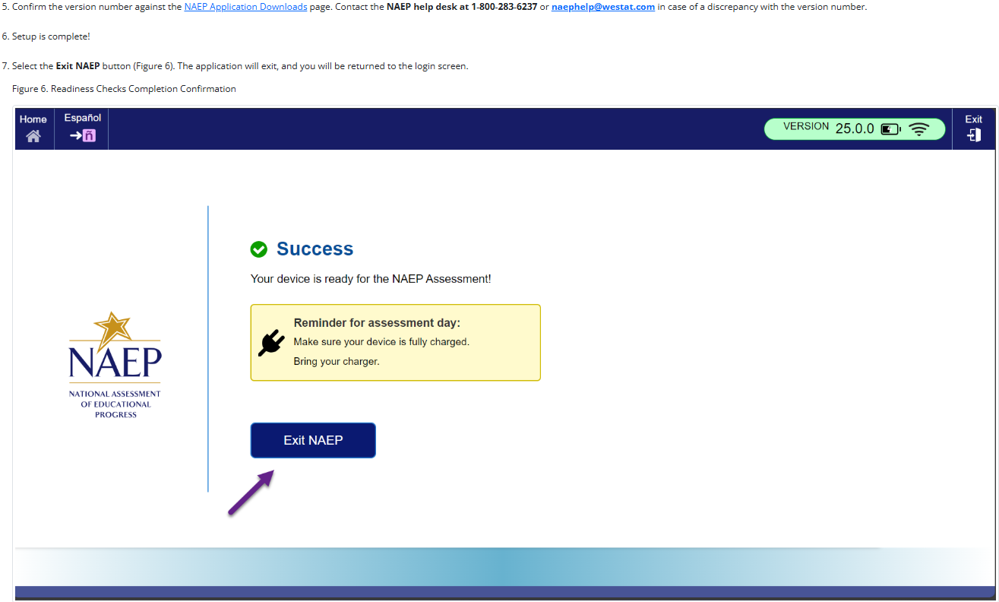 5. Confirm the version number against the NAEP Application Downloads page. Contact the NAEP help desk at 1-800-283-6237 or naephelp@westat.com in case of a discrepancy with the version number.
6. Setup is complete!
7. Select the Exit NAEP button (Figure 6). The application will exit, and you will be returned to the login screen.
Figure 6. Readiness Checks Completion Confirmation
Home
Español
ñ
VERSION 25.0.0
Exit
Success
Your device is ready for the NAEP Assessment!
Reminder for assessment day:
Make sure your device is fully charged.
Bring your charger.
NAEP
NATIONAL ASSESSMENT
OF EDUCATIONAL
PROGRESS
Exit NAEP